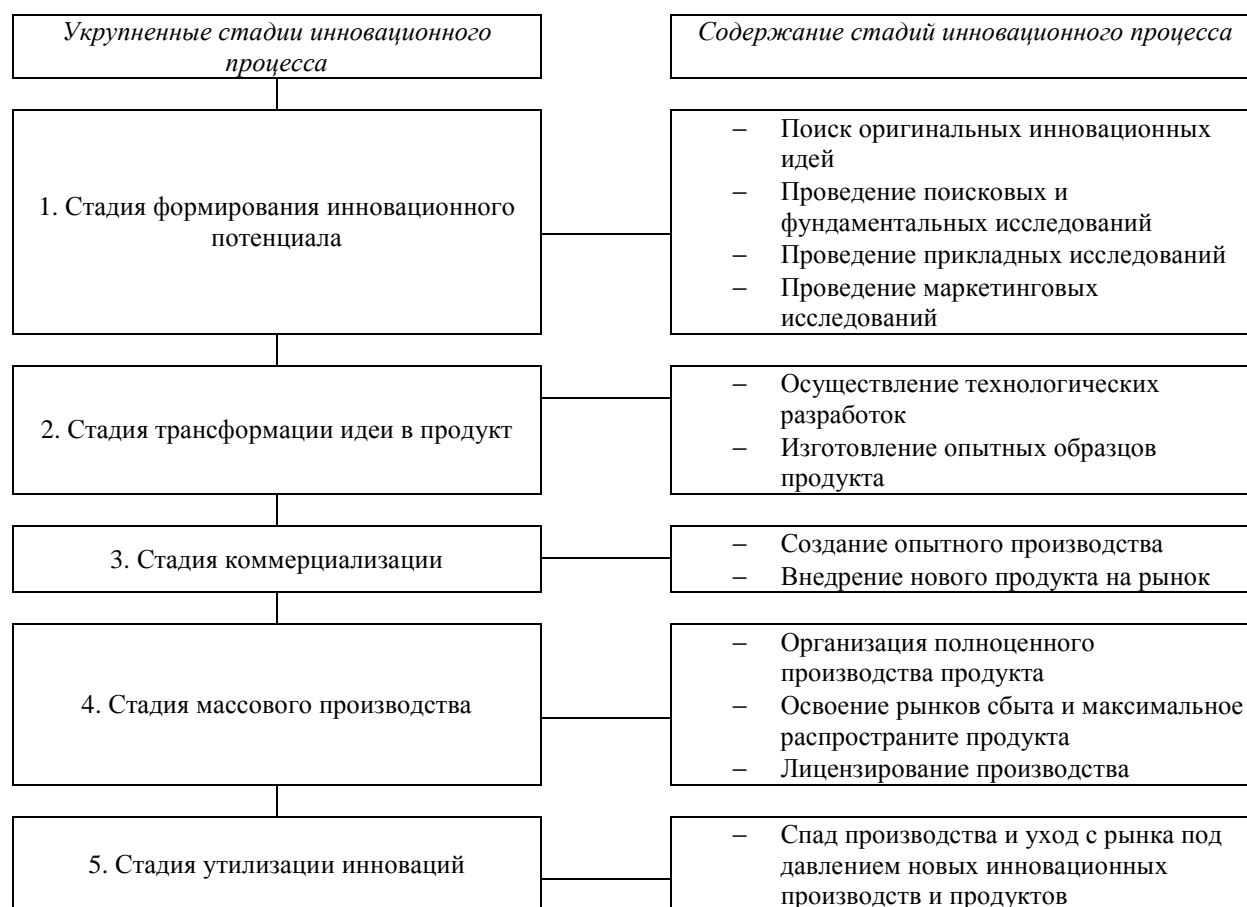 Укрупненные стадии инновационного
процесса
Содержание стадий инновационного процесса
1. Стадия формирования инновационного
потенциала
– Поиск оригинальных инновационных
идей
– Проведение поисковых и
фундаментальных исследований
– Проведение прикладных исследований
– Проведение маркетинговых
исследований
2. Стадия трансформации идеи в продукт
– Осуществление технологических
разработок
– Изготовление опытных образцов
продукта
3. Стадия коммерциализации
– Создание опытного производства
– Внедрение нового продукта на рынок
4. Стадия массового производства
– Организация полноценного
производства продукта
– Освоение рынков сбыта и максимальное
распространите продукта
– Лицензирование производства
5. Стадия утилизации инноваций
– Спад производства и уход с рынка под
давлением новых инновационных
производств и продуктов